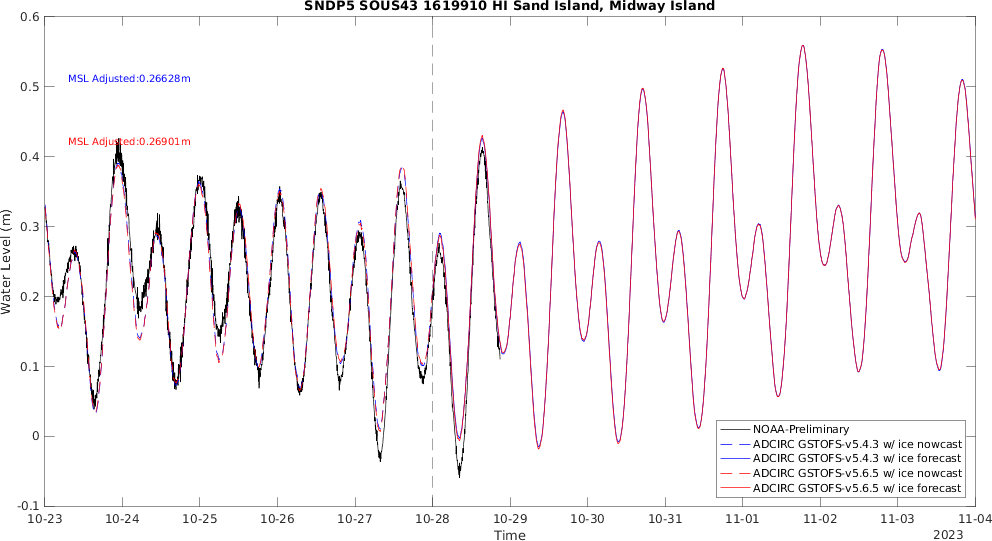 SNDP5 SOUS43 1619910 HI Sand Island, Midway Island
0.6
0.5
0.4
0.3
0.2
0.1
0
-0.1
Water Level (m)
MSL Adjusted:0.26628m
MSL Adjusted:0.26901m
NOAA-Preliminary
ADCIRC GSTOFS-v5.4.3 w/ ice nowcast
ADCIRC GSTOFS-v5.4.3 w/ ice forecast
ADCIRC GSTOFS-v5.6.5 w/ ice nowcast
ADCIRC GSTOFS-v5.6.5 w/ ice forecast
10-23 10-24 10-25 10-26 10-27 10-28 10-29 10-30 10-31 11-01 11-02 11-03 11-04
Time
2023